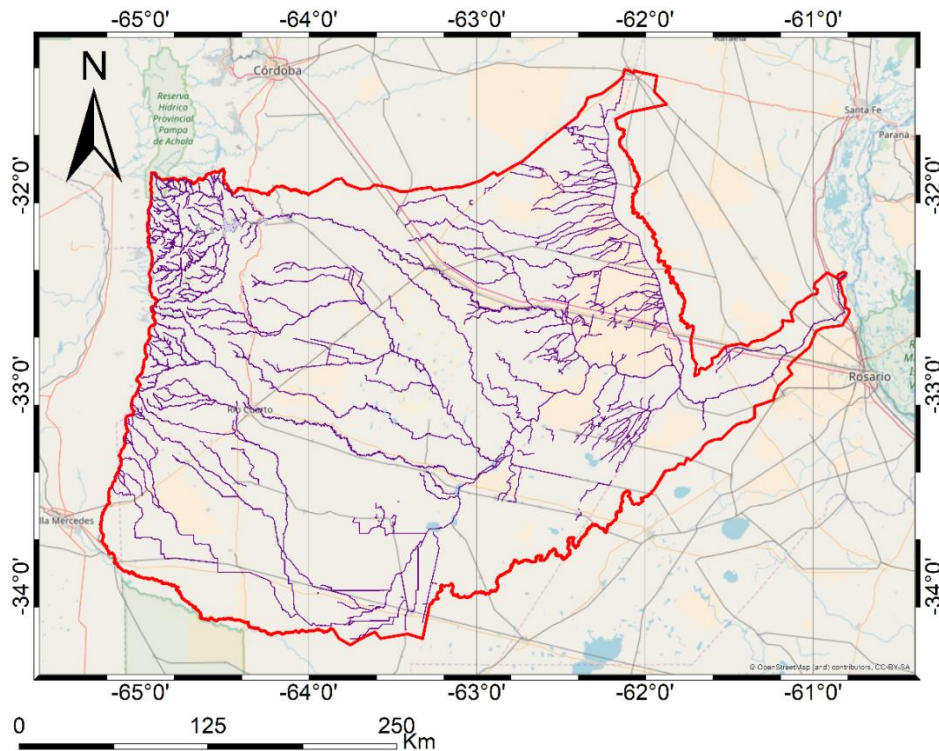 -65°0' -64°0' -63°0' -62°0' -61°0'
N
Córdoba
Rafaela
Reserva
Hídrica
Provincial
Pampa
de Achala
Santa Fe
Paraná
-32°0' -32°0'
-33°0' -33°0'
Rosario
Río Cuarto
lla Mercedes
-34°0' -34°0'
© OpenStreetMap (and) contributors, CC-BY-SA
-65°0' -64°0' -63°0' -62°0' -61°0'
0 125 250
Km